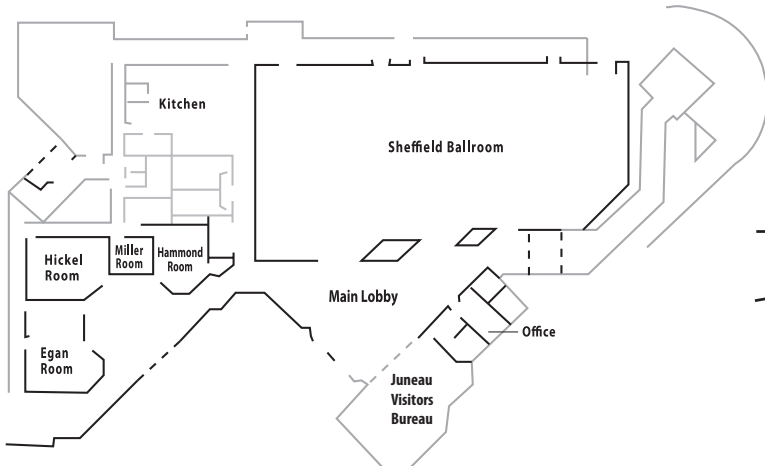 Kitchen
Sheffield Ballroom
Hickel
Room
Miller
Room
Hammond
Room
Main Lobby
Egan
Room
Office
Juneau
Visitors
Bureau